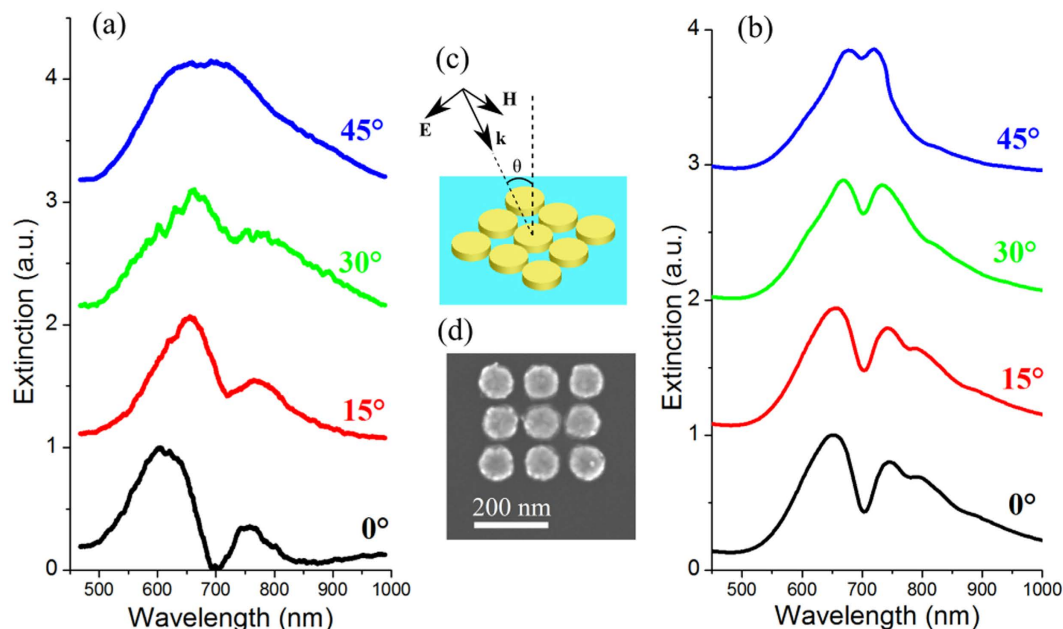 (a)
Extinction (a.u.)
4
3
2
1
0
45°
30°
15°
0°
500 600 700 800 900 1000
Wavelength (nm)
(c)
E
H
k
θ
(d)
200 nm
(b)
Extinction (a.u.)
4
3
2
1
0
45°
30°
15°
0°
500 600 700 800 900 1000
Wavelength (nm)